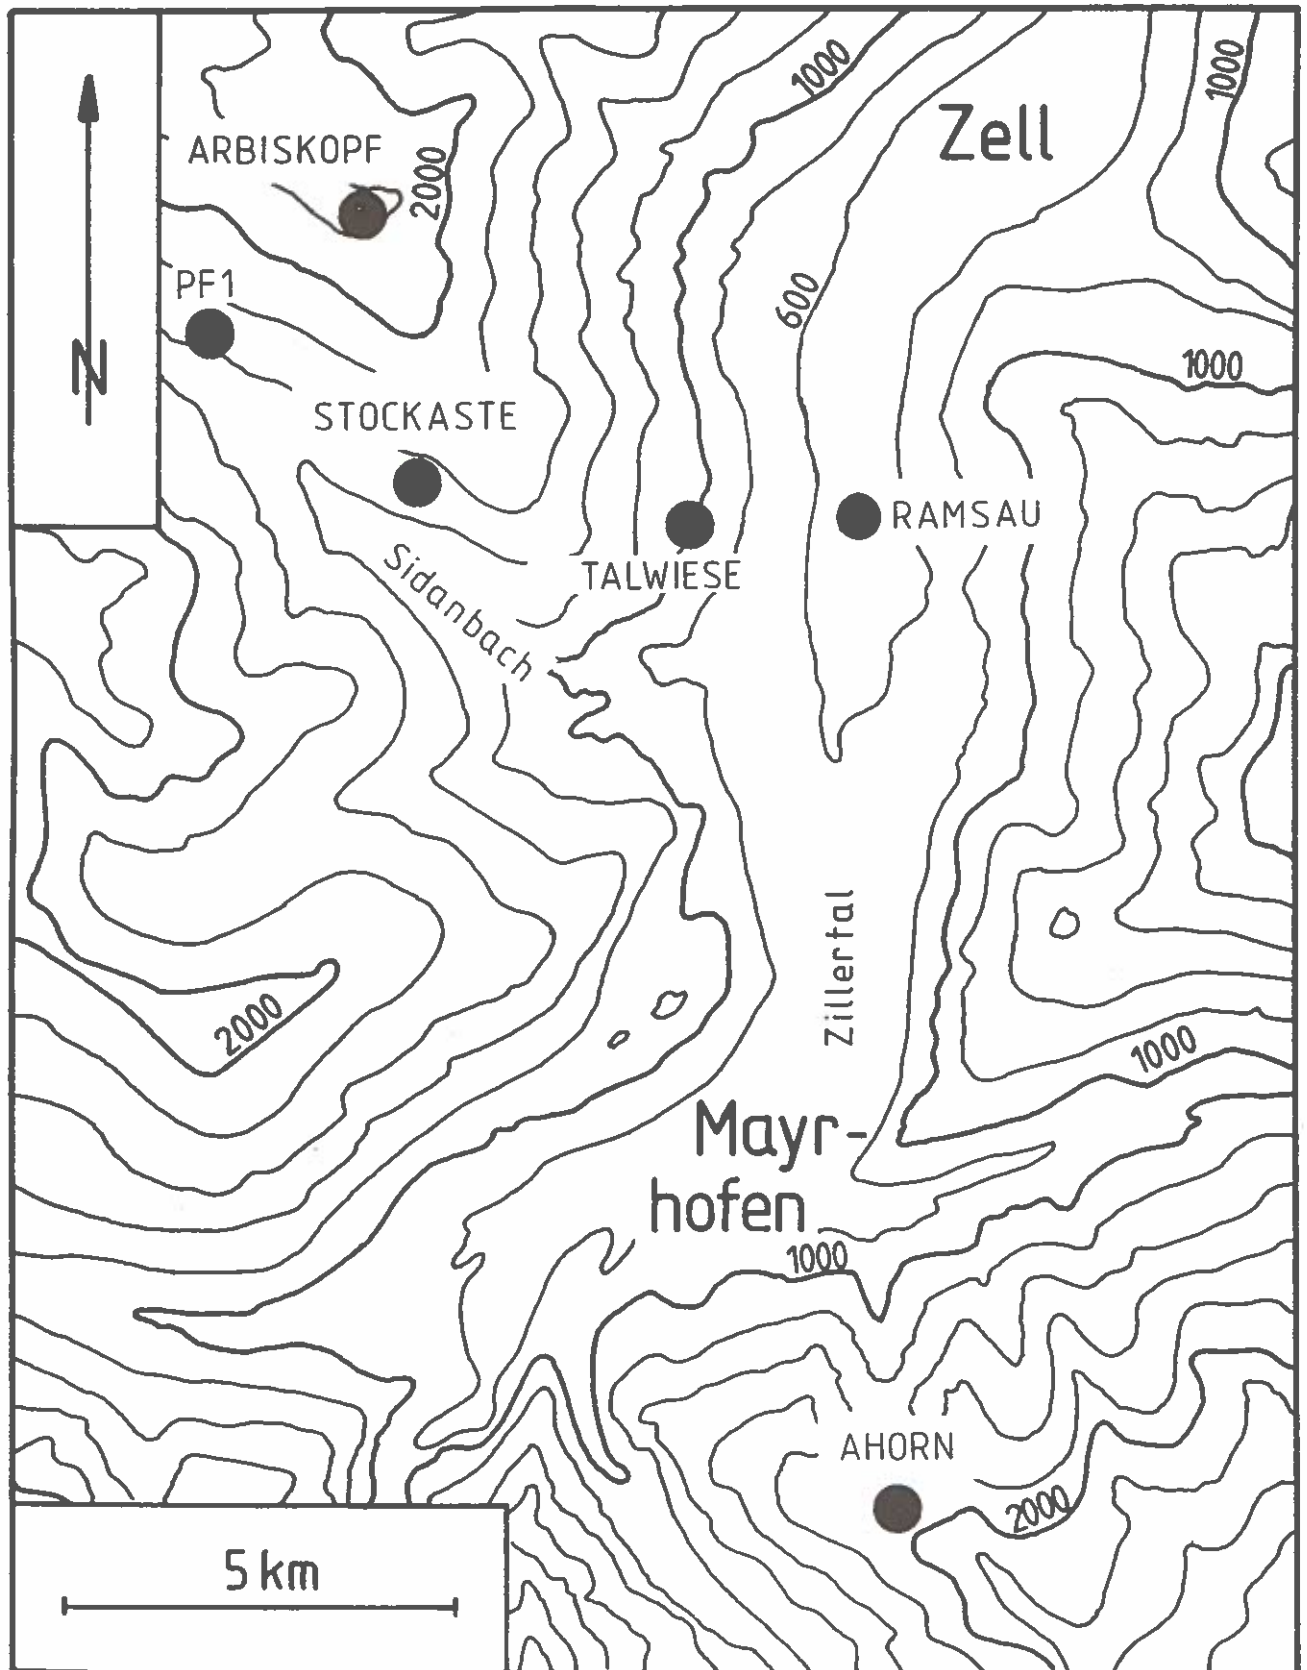 1000
1000
Zell
ARBISKOPF
2000
PF1
600
N
1000
STOCKASTE
RAMSAU
TALWIESE
Sidanbach
Zillertal
2000
1000
Mayr-
hofen
1000
AHORN
2000
5 km